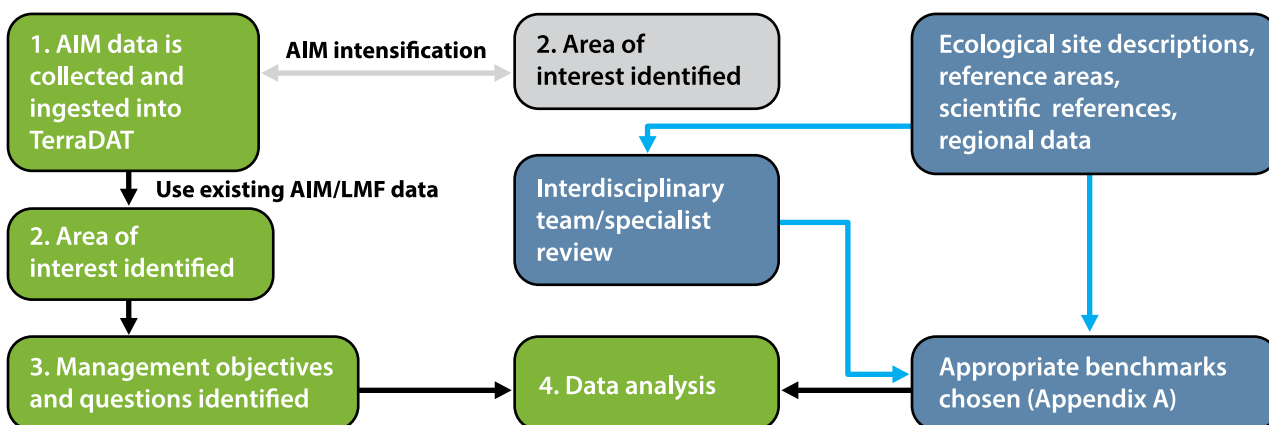 1. AIM data is
collected and
ingested into
TerraDAT
AIM intensification
2. Area of
interest identified
Ecological site descriptions,
reference areas,
scientific references,
regional data
Use existing AIM/LMF data
Interdisciplinary
team/specialist
review
2. Area of
interest identified
3. Management objectives
and questions identified
4. Data analysis
Appropriate benchmarks
chosen (Appendix A)